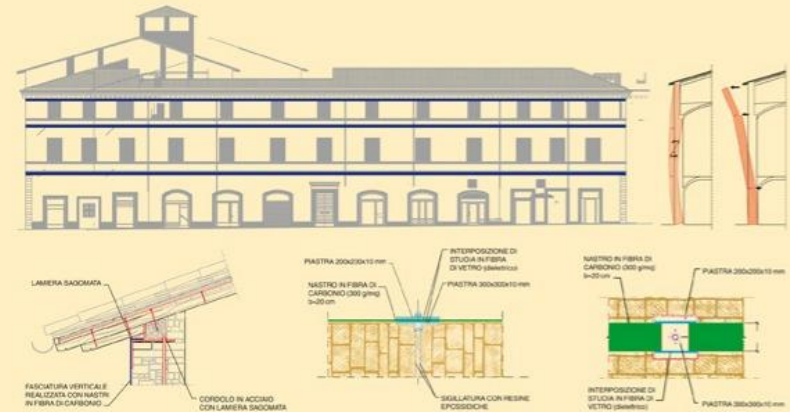 LAMIERA SAGOMATA
FASCIATURA VERTICALE
REALIZZATA CON NASTRI
IN FIBRA DI CARBONIO
CORDOLO IN ACCIAIO
CON LAMIERA SAGOMATA
PIASTRA 200x200x10 mm
NASTRO IN FIBRA DI
CARBONIO (300 g/mq)
b=20 cm
INTERPOSIZIONE DI
STUOIA IN FIBRA
DI VETRO (dielettrico)
PIASTRA 300x300x10 mm
SIGILLATURA CON RESINE
EPOSSIDICHE
NASTRO IN FIBRA DI
CARBONIO (300 g/mq)
b=20 cm
PIASTRA 200x200x10 mm
INTERPOSIZIONE DI
STUOIA IN FIBRA DI
VETRO (dielettrico)
PIASTRA 300x300x10 mm